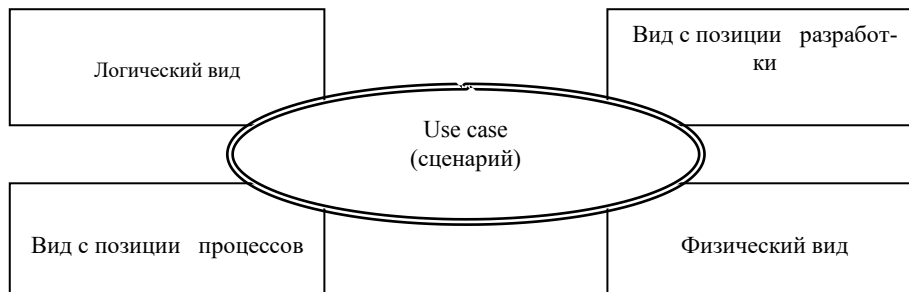 Логический вид
Вид с позиции разработ-
ки
Use case
(сценарий)
Вид с позиции процессов
Физический вид